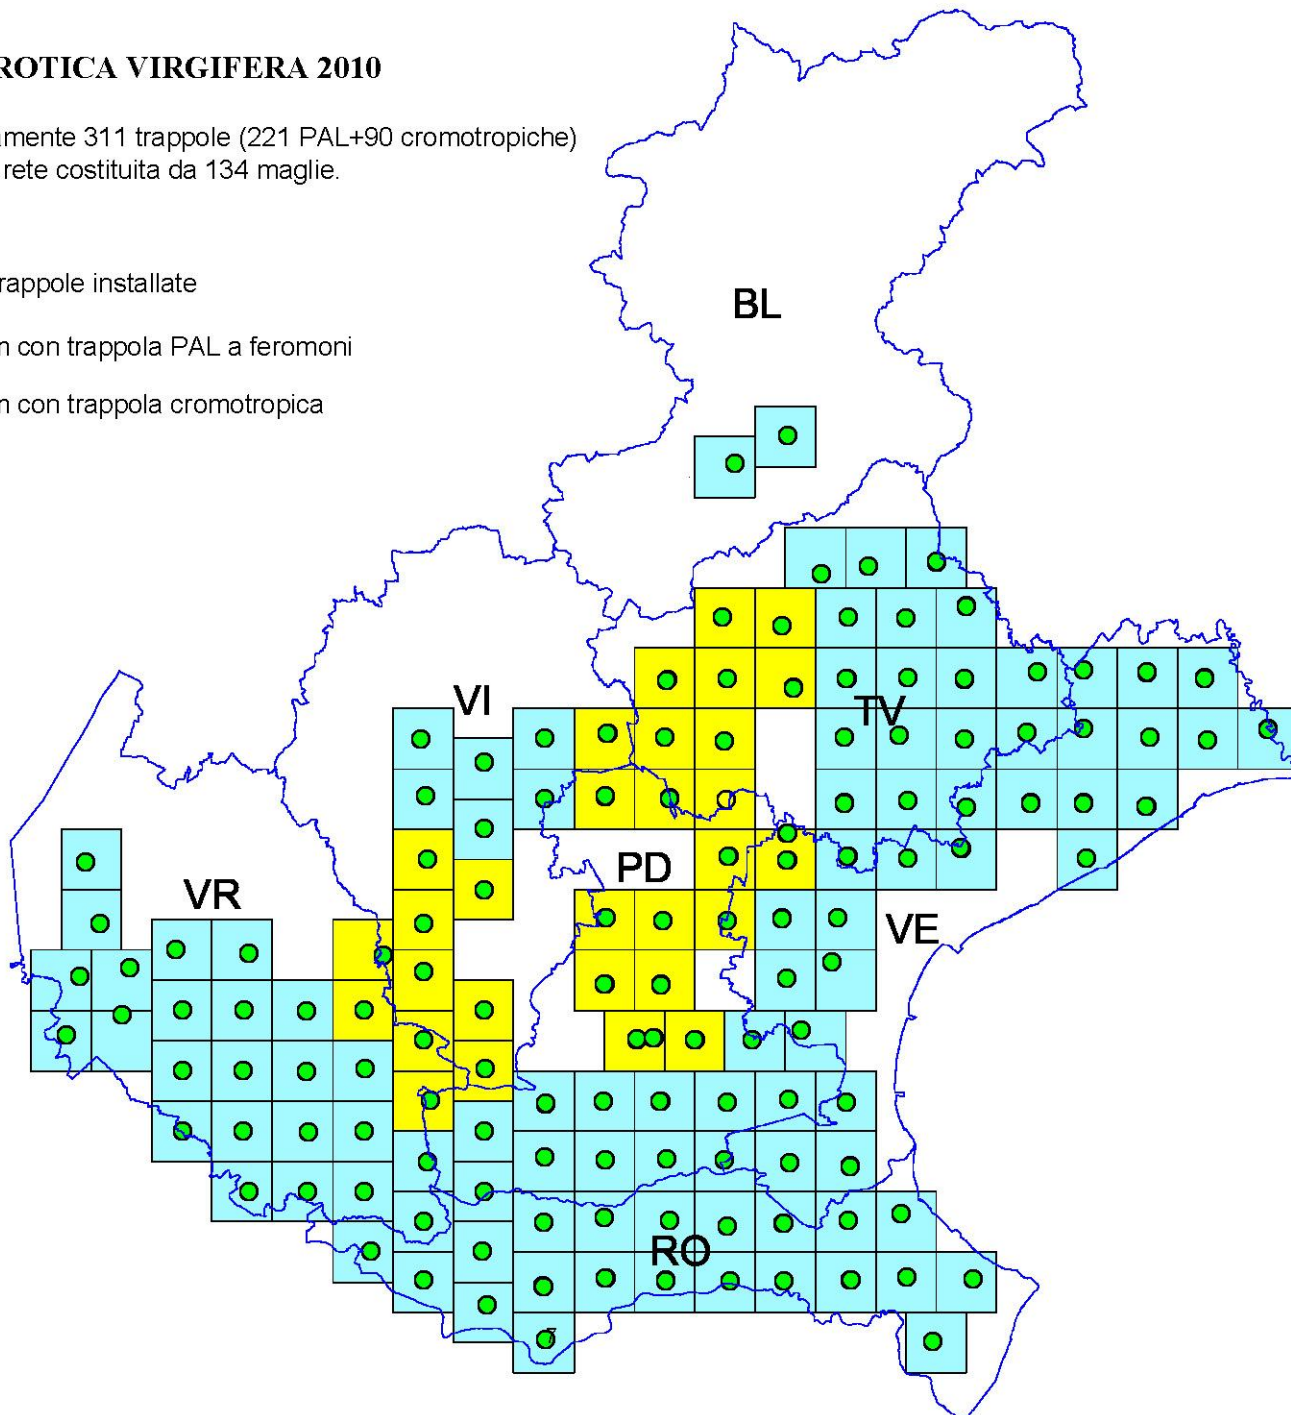 ROTICA VIRGIFERA 2010
amente 311 trappole (221 PAL+90 cromotropiche)
rete costituita da 134 maglie.
rappole installate
n con trappola PAL a feromoni
n con trappola cromotropica
BL
VI
TV
PD
VR
VE
RO